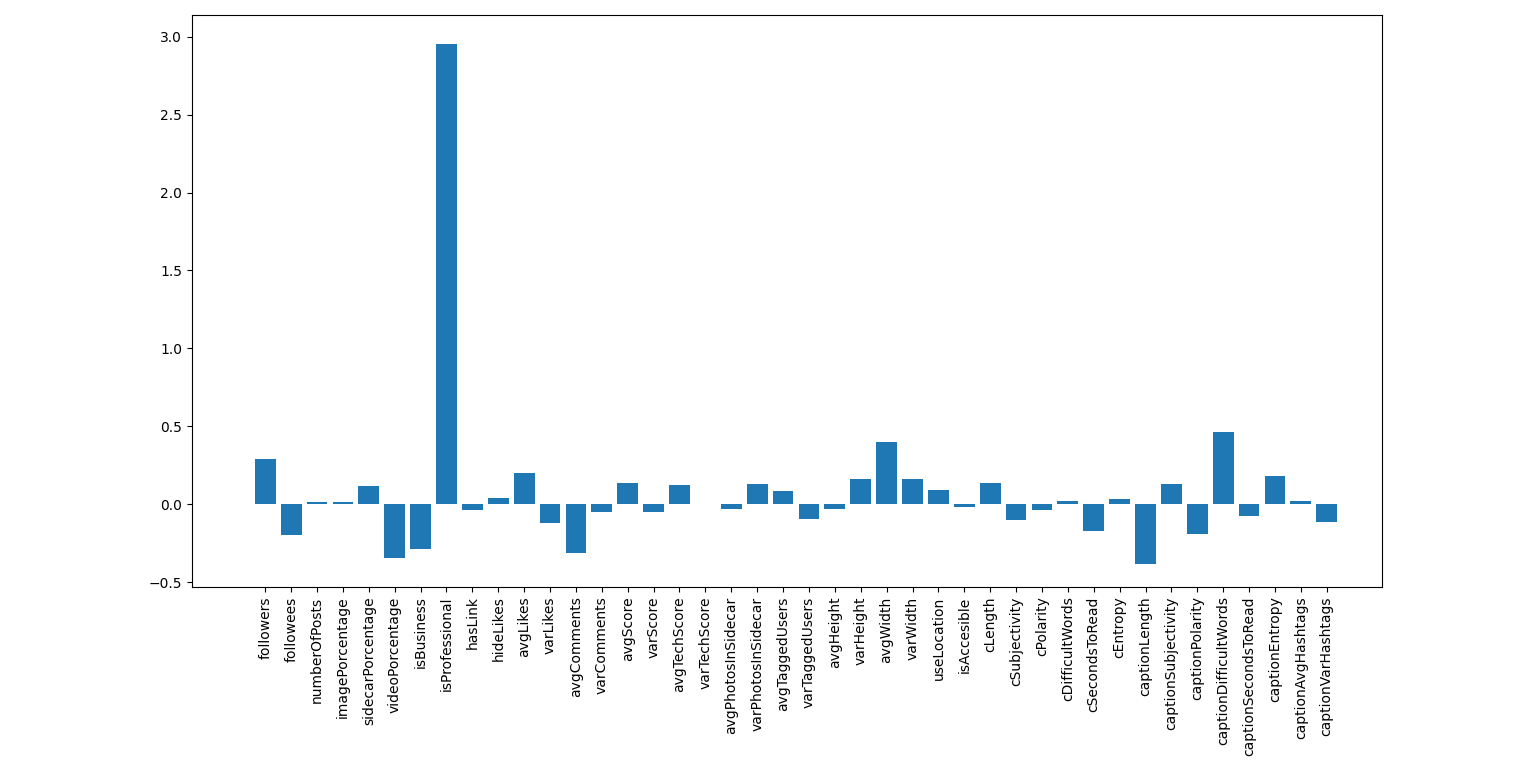 3.0
2.5
2.0
1.5
1.0
0.5
0.0
−0.5
followers
followees
numberOfPosts
imagePorcentage
sidecarPorcentage
videoPorcentage
isBusiness
isProfessional
hasLink
hideLikes
avgLikes
varLikes
avgComments
varComments
avgScore
varScore
avgTechScore
varTechScore
avgPhotosInSidecar
varPhotosInSidecar
avgTaggedUsers
varTaggedUsers
avgHeight
varHeight
avgWidth
varWidth
useLocation
isAccesible
cLength
cSubjectivity
cPolarity
cDifficultWords
cSecondsToRead
cEntropy
captionLength
captionSubjectivity
captionPolarity
captionDifficultWords
captionSecondsToRead
captionEntropy
captionAvgHashtags
captionVarHashtags